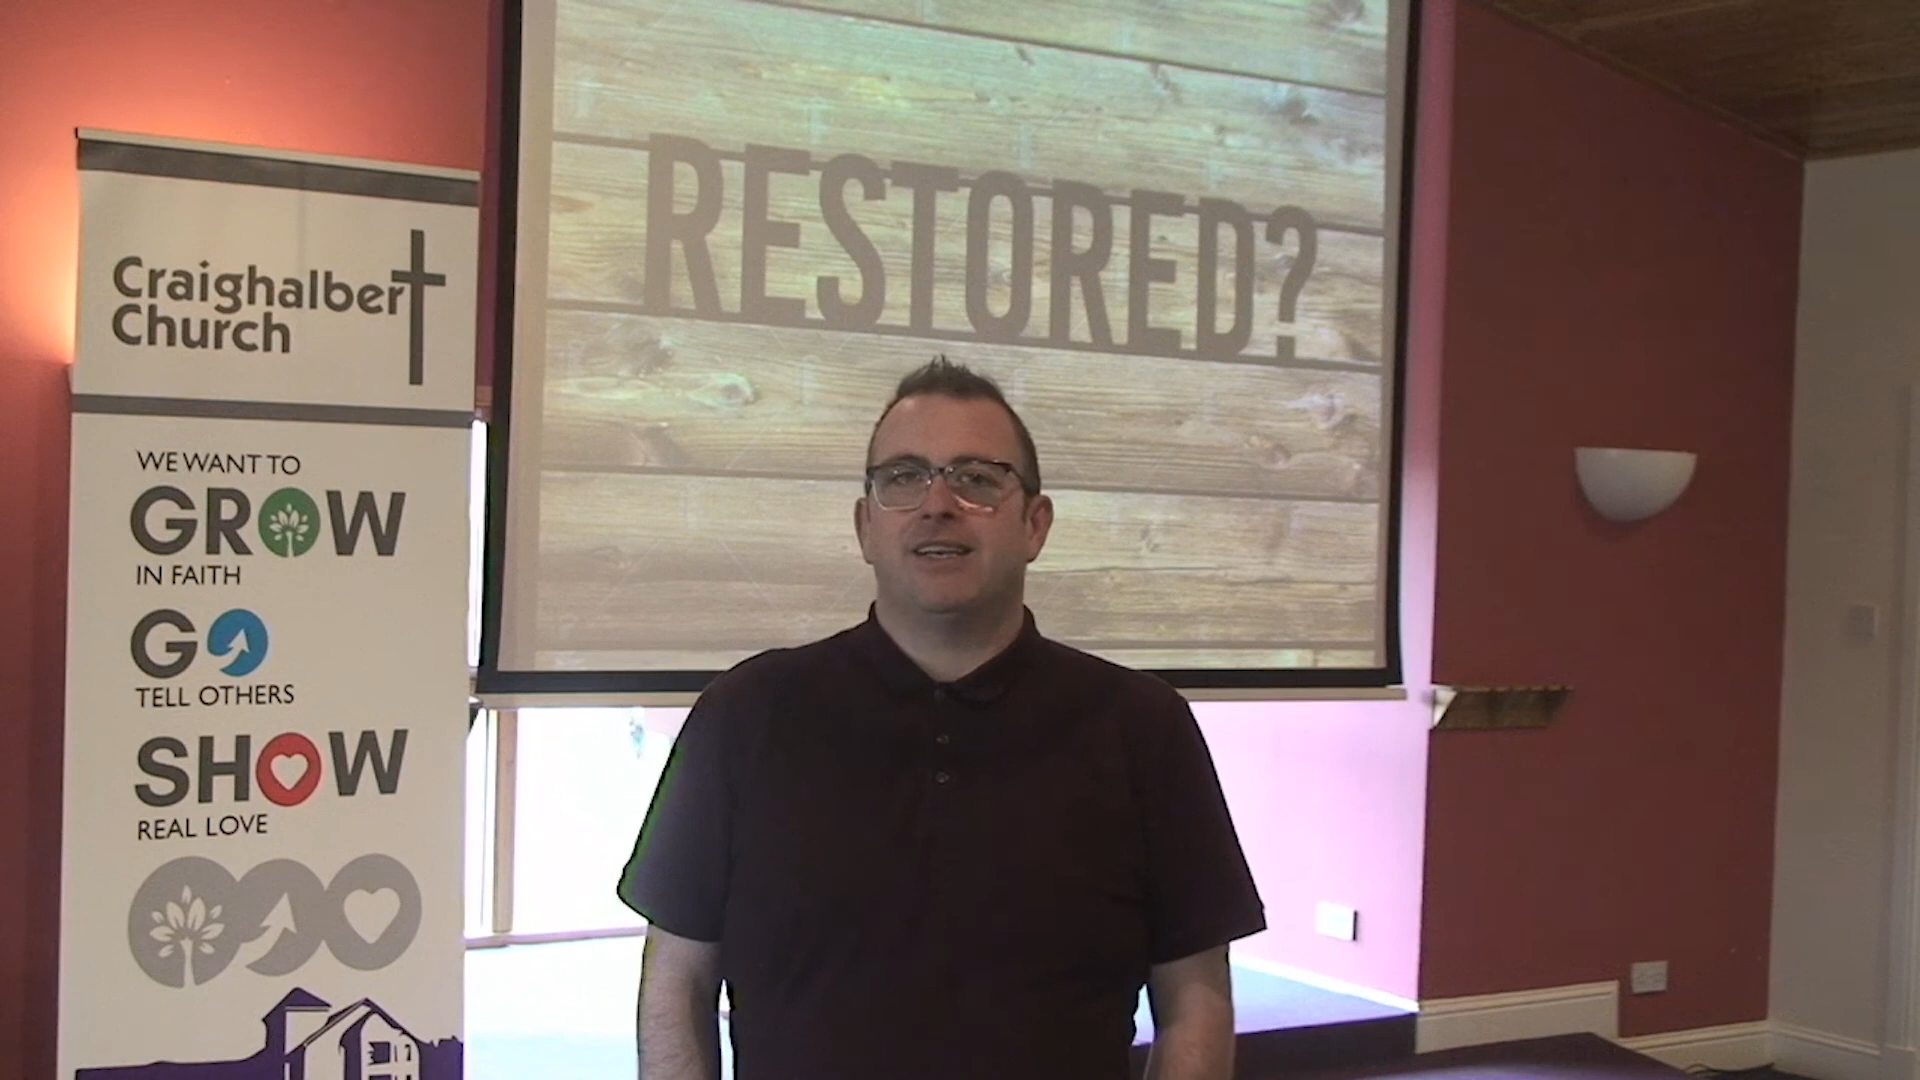 Craighalbert
Church
WE WANT TO
GROW
IN FAITH
GO
TELL OTHERS
SHOW
REAL LOVE
RESTORED?